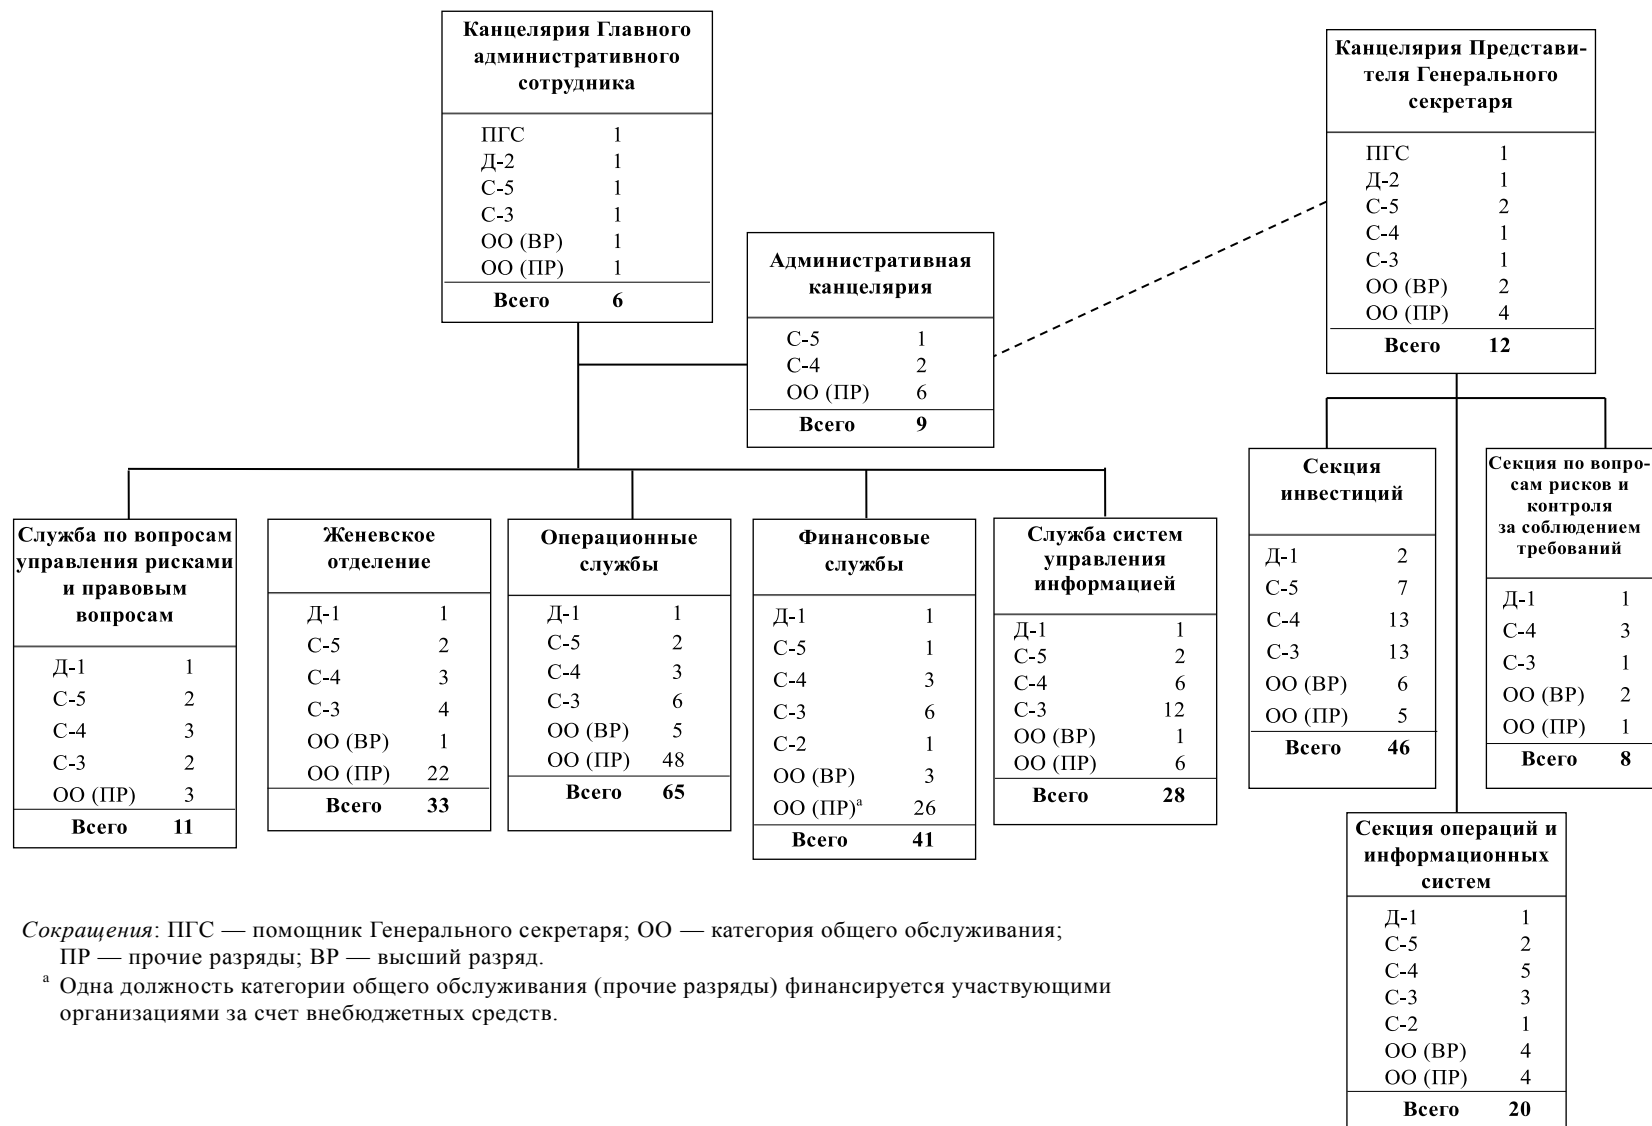 Канцелярия Главного
административного
сотрудника
ПГС 1
Д-2 1
С-5 1
С-3 1
ОО (ВР) 1
ОО (ПР) 1
Всего 6
Канцелярия Представи-
теля Генерального
секретаря
ПГС 1
Д-2 1
С-5 2
С-4 1
С-3 1
ОО (ВР) 2
ОО (ПР) 4
Всего 12
Административная
канцелярия
С-5 1
С-4 2
ОО (ПР) 6
Всего 9
Служба по вопросам
управления рисками
и правовым
вопросам
Д-1 1
С-5 2
С-4 3
С-3 2
ОО (ПР) 3
Всего 11
Женевское
отделение
Д-1 1
С-5 2
С-4 3
С-3 4
ОО (ВР) 1
ОО (ПР) 22
Всего 33
Операционные
службы
Д-1 1
С-5 2
С-4 3
С-3 6
ОО (ВР) 5
ОО (ПР) 48
Всего 65
Финансовые
службы
Д-1 1
С-5 1
С-4 3
С-3 6
С-2 1
ОО (ВР) 3
ОО (ПР)ª 26
Всего 41
Служба систем
управления
информацией
Д-1 1
С-5 2
С-4 6
С-3 12
ОО (ВР) 1
ОО (ПР) 6
Всего 28
Секция
инвестиций
Д-1 2
С-5 7
С-4 13
С-3 13
ОО (ВР) 6
ОО (ПР) 5
Всего 46
Секция по вопро-
сам рисков и
контроля
за соблюдением
требований
Д-1 1
С-4 3
С-3 1
ОО (ВР) 2
ОО (ПР) 1
Всего 8
Секция операций и
информационных
систем
Д-1 1
С-5 2
С-4 5
С-3 3
С-2 1
ОО (ВР) 4
ОО (ПР) 4
Всего 20
Сокращения: ПГС — помощник Генерального секретаря; ОО — категория общего обслуживания;
ПР — прочие разряды; ВР — высший разряд.
ª Одна должность категории общего обслуживания (прочие разряды) финансируется участвующими
организациями за счет внебюджетных средств.